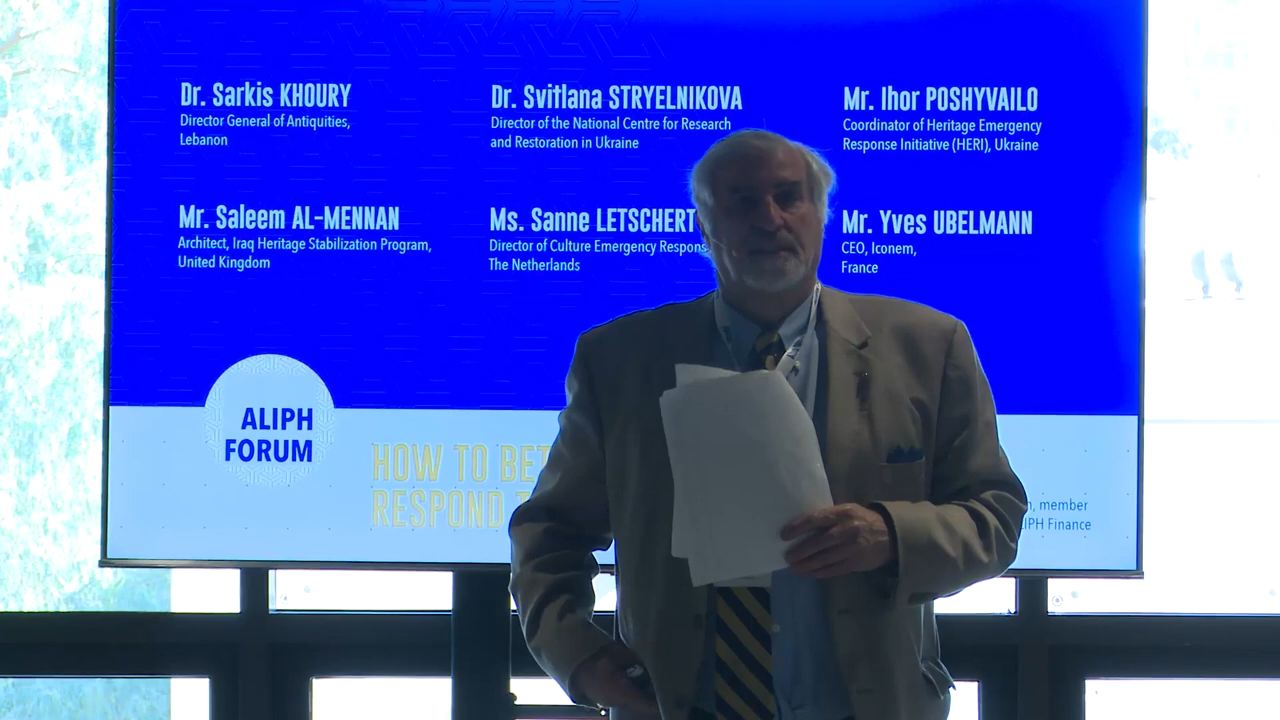 Dr. Sarkis KHOURY
Director General of Antiquities,
Lebanon
Dr. Svitlana STRYELNIKOVA
Director of the National Centre for Research
and Restoration in Ukraine
Mr. Ihor POSHYVAILO
Coordinator of Heritage Emergency
Response Initiative (HERI), Ukraine
Mr. Saleem AL-MENNAN
Architect, Iraq Heritage Stabilization Program,
United Kingdom
Ms. Sanne LETSCHERT
Director of Culture Emergency Respons
The Netherlands
Mr. Yves UBELMANN
CEO, Iconem,
France
ALIPH
FORUM
HOW TO BET
RESPOND
member
Finance